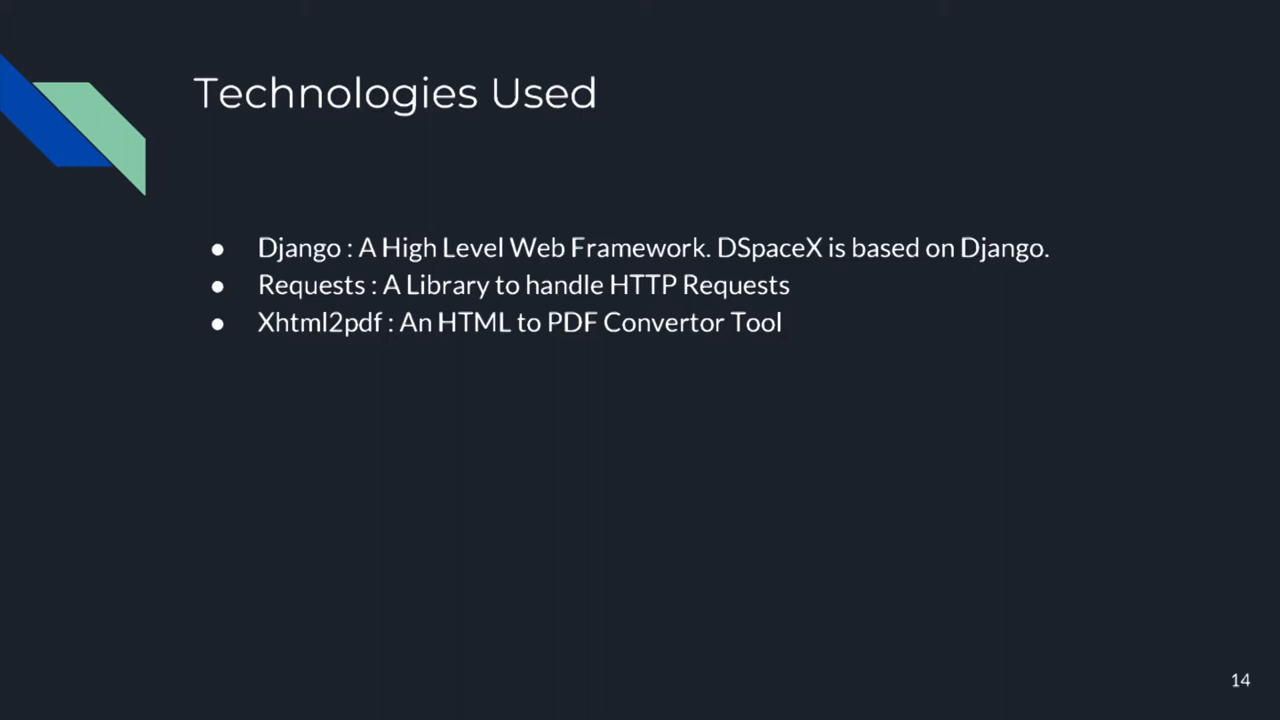 Technologies Used
● Django : A High Level Web Framework. DSpaceX is based on Django.
● Requests : A Library to handle HTTP Requests
● Xhtml2pdf : An HTML to PDF Convertor Tool
14